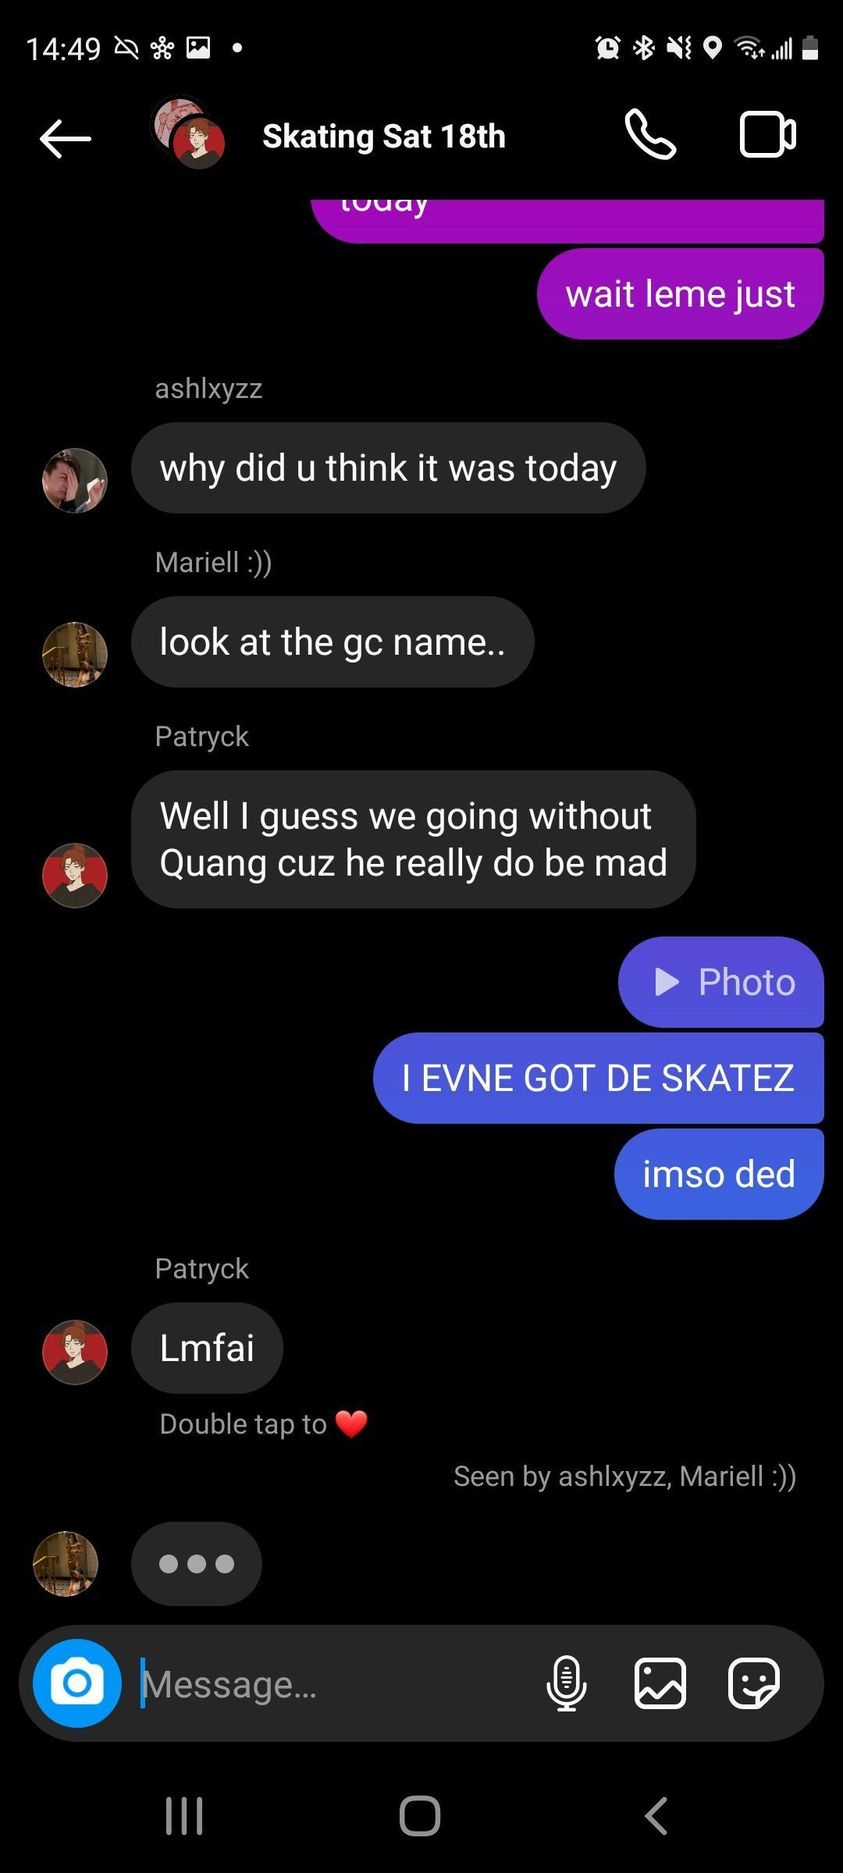 14:49
Skating Sat 18th
today
wait leme just
ashlxyzz
why did u think it was today
Mariell :))
look at the gc name..
Patryck
Well I guess we going without
Quang cuz he really do be mad
Photo
I EVNE GOT DE SKATEZ
imso ded
Patryck
Lmfai
Double tap to ❤️
Seen by ashlxyzz, Mariell :))
Message…